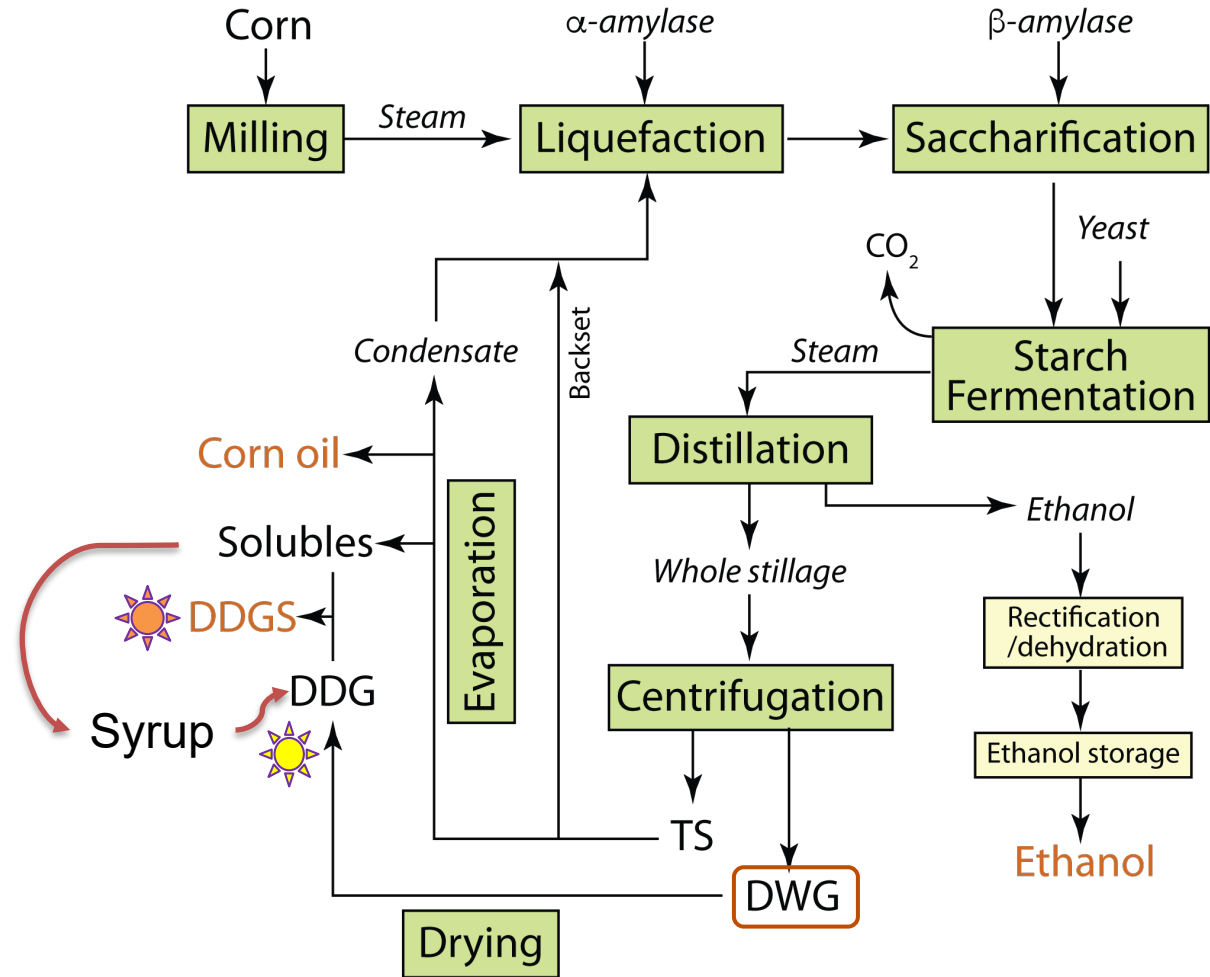 Corn
α-amylase
β-amylase
Milling
Steam
Liquefaction
Saccharification
Yeast
CO₂
Starch
Fermentation
Steam
Condensate
Backset
Distillation
Corn oil
Evaporation
Ethanol
Solubles
Whole stillage
DDGS
Rectification
/dehydration
DDG
Centrifugation
Syrup
Ethanol storage
TS
Ethanol
DWG
Drying